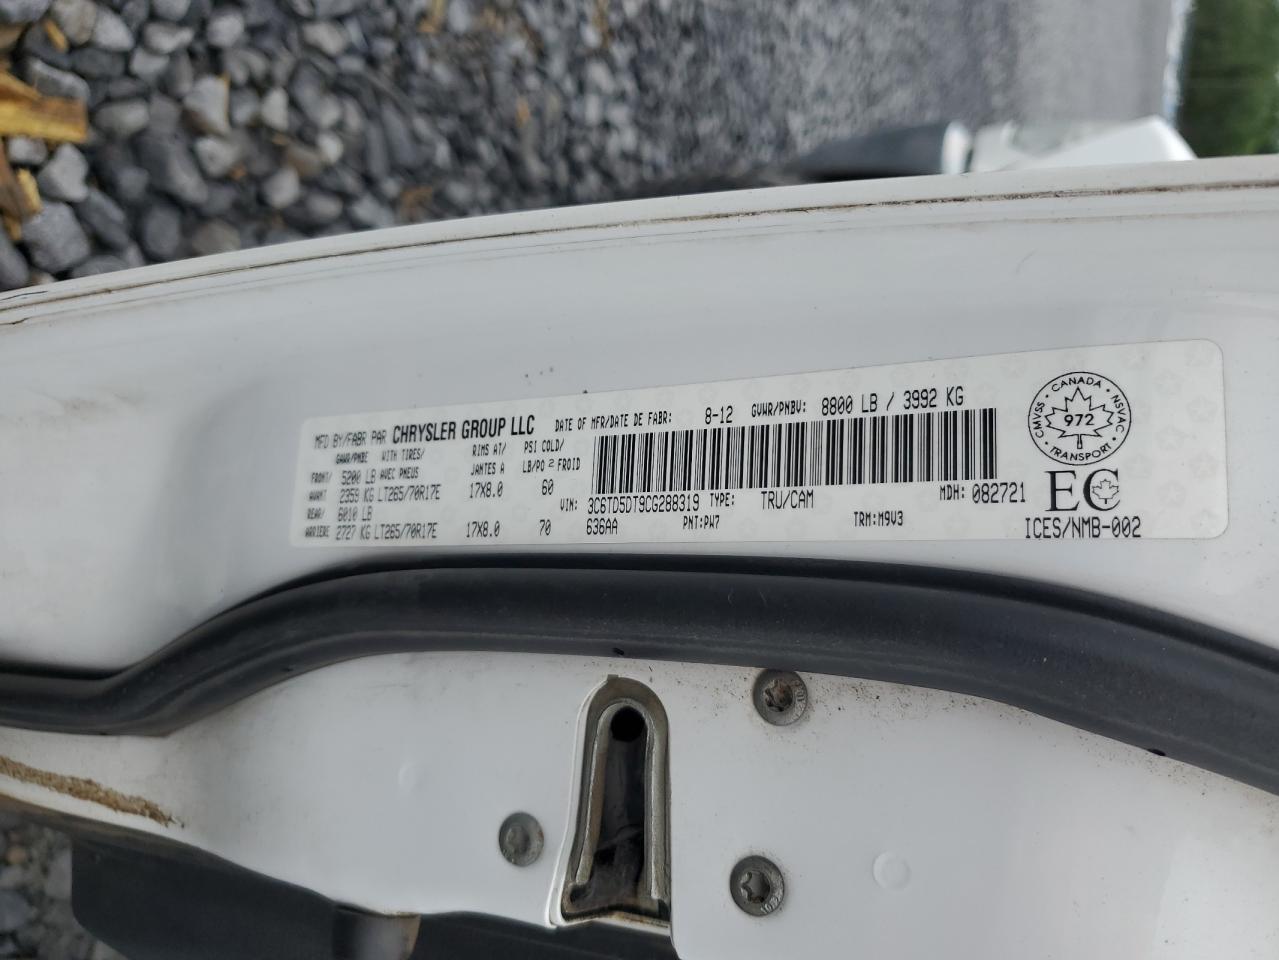 MFD BY/FABR PAR CHRYSLER GROUP LLC DATE OF MFR/DATE DE FABR: 8-12 GVWR/PNBV: 8800 LB / 3992 KG
GAWR/PNBE WITH TIRES/ RIMS AT/ PSI COLD/
FRONT/ 5200 LB AVEC PNEUS JANTES A LB/PO² FROID
AVANT 2359 KG LT265/70R17E 17X8.0 60
REAR/ 6010 LB
ARRIERE 2727 KG LT265/70R17E 17X8.0 70
VIN: 3C6TD5DT9CG288319 TYPE: TRU/CAM MDH: 082721
636AA PNT:PW7 TRM:M9V3
CANADA
CMVSS 972 NSVAC
TRANSPORT
EC
ICES/NMB-002